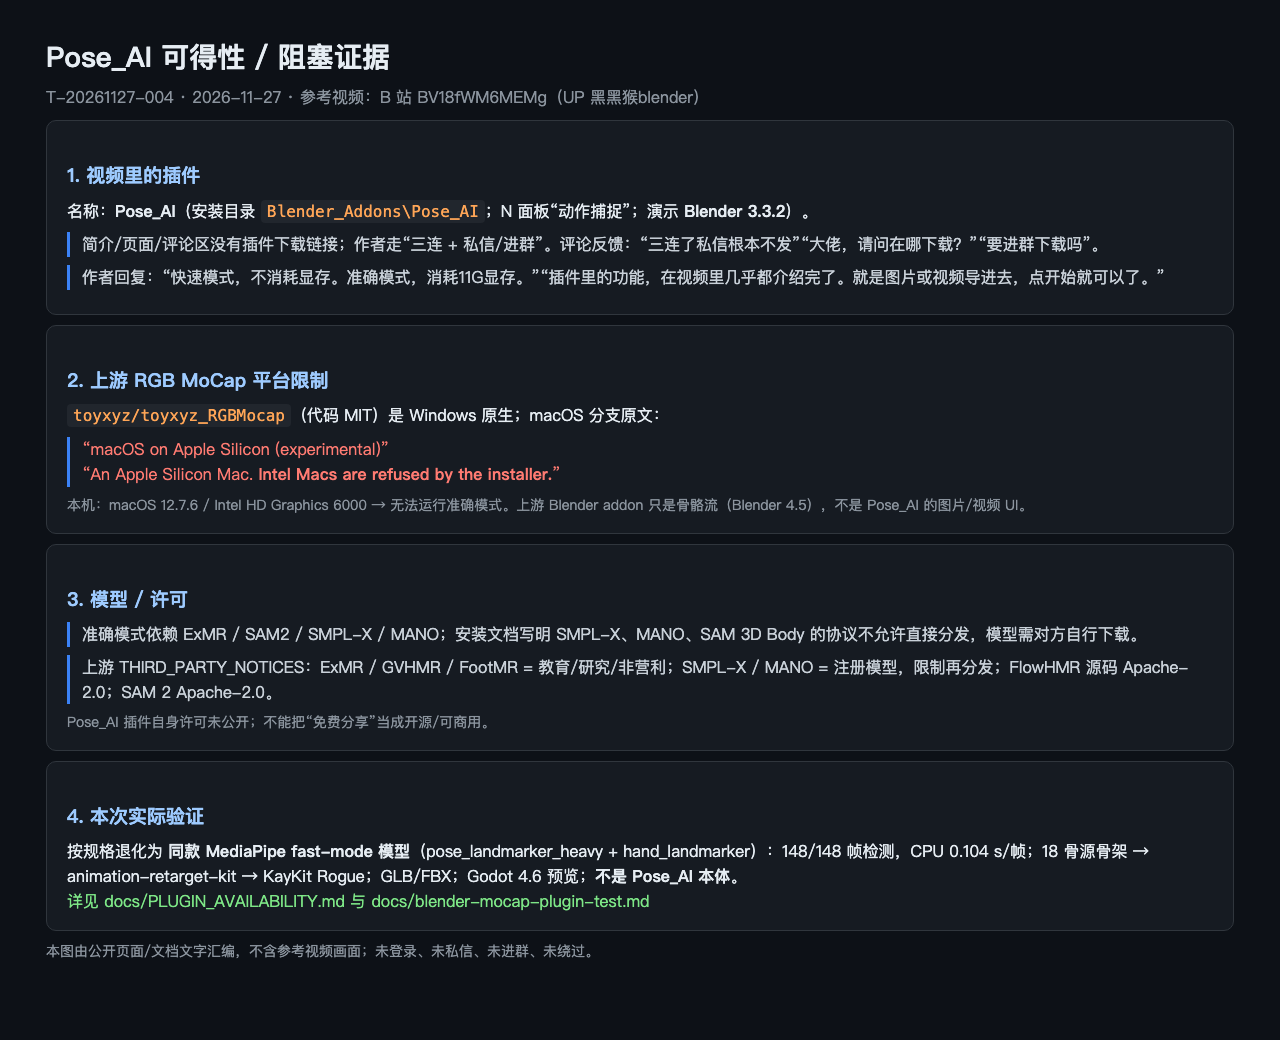 Pose_AI 可得性 / 阻塞证据
T-20261127-004 · 2026-11-27 · 参考视频：B 站 BV18fWM6MEMg（UP 黑黑猴blender）
1. 视频里的插件
名称：Pose_AI（安装目录 Blender_Addons\Pose_AI；N 面板“动作捕捉”；演示 Blender 3.3.2）。
简介/页面/评论区没有插件下载链接；作者走“三连 + 私信/进群”。评论反馈：“三连了私信根本不发”“大佬，请问在哪下载？”“要进群下载吗”。
作者回复：“快速模式，不消耗显存。准确模式，消耗11G显存。”“插件里的功能，在视频里几乎都介绍完了。就是图片或视频导进去，点开始就可以了。”
2. 上游 RGB MoCap 平台限制
toyxyz/toyxyz_RGBMocap（代码 MIT）是 Windows 原生；macOS 分支原文：
“macOS on Apple Silicon (experimental)”
“An Apple Silicon Mac. Intel Macs are refused by the installer.”
本机：macOS 12.7.6 / Intel HD Graphics 6000 → 无法运行准确模式。上游 Blender addon 只是骨骼流（Blender 4.5），不是 Pose_AI 的图片/视频 UI。
3. 模型 / 许可
准确模式依赖 ExMR / SAM2 / SMPL-X / MANO；安装文档写明 SMPL-X、MANO、SAM 3D Body 的协议不允许直接分发，模型需对方自行下载。
上游 THIRD_PARTY_NOTICES：ExMR / GVHMR / FootMR = 教育/研究/非营利；SMPL-X / MANO = 注册模型，限制再分发；FlowHMR 源码 Apache-
2.0；SAM 2 Apache-2.0。
Pose_AI 插件自身许可未公开；不能把“免费分享”当成开源/可商用。
4. 本次实际验证
按规格退化为 同款 MediaPipe fast-mode 模型（pose_landmarker_heavy + hand_landmarker）：148/148 帧检测，CPU 0.104 s/帧；18 骨源骨架 →
animation-retarget-kit → KayKit Rogue；GLB/FBX；Godot 4.6 预览；不是 Pose_AI 本体。
详见 docs/PLUGIN_AVAILABILITY.md 与 docs/blender-mocap-plugin-test.md
本图由公开页面/文档文字汇编，不含参考视频画面；未登录、未私信、未进群、未绕过。